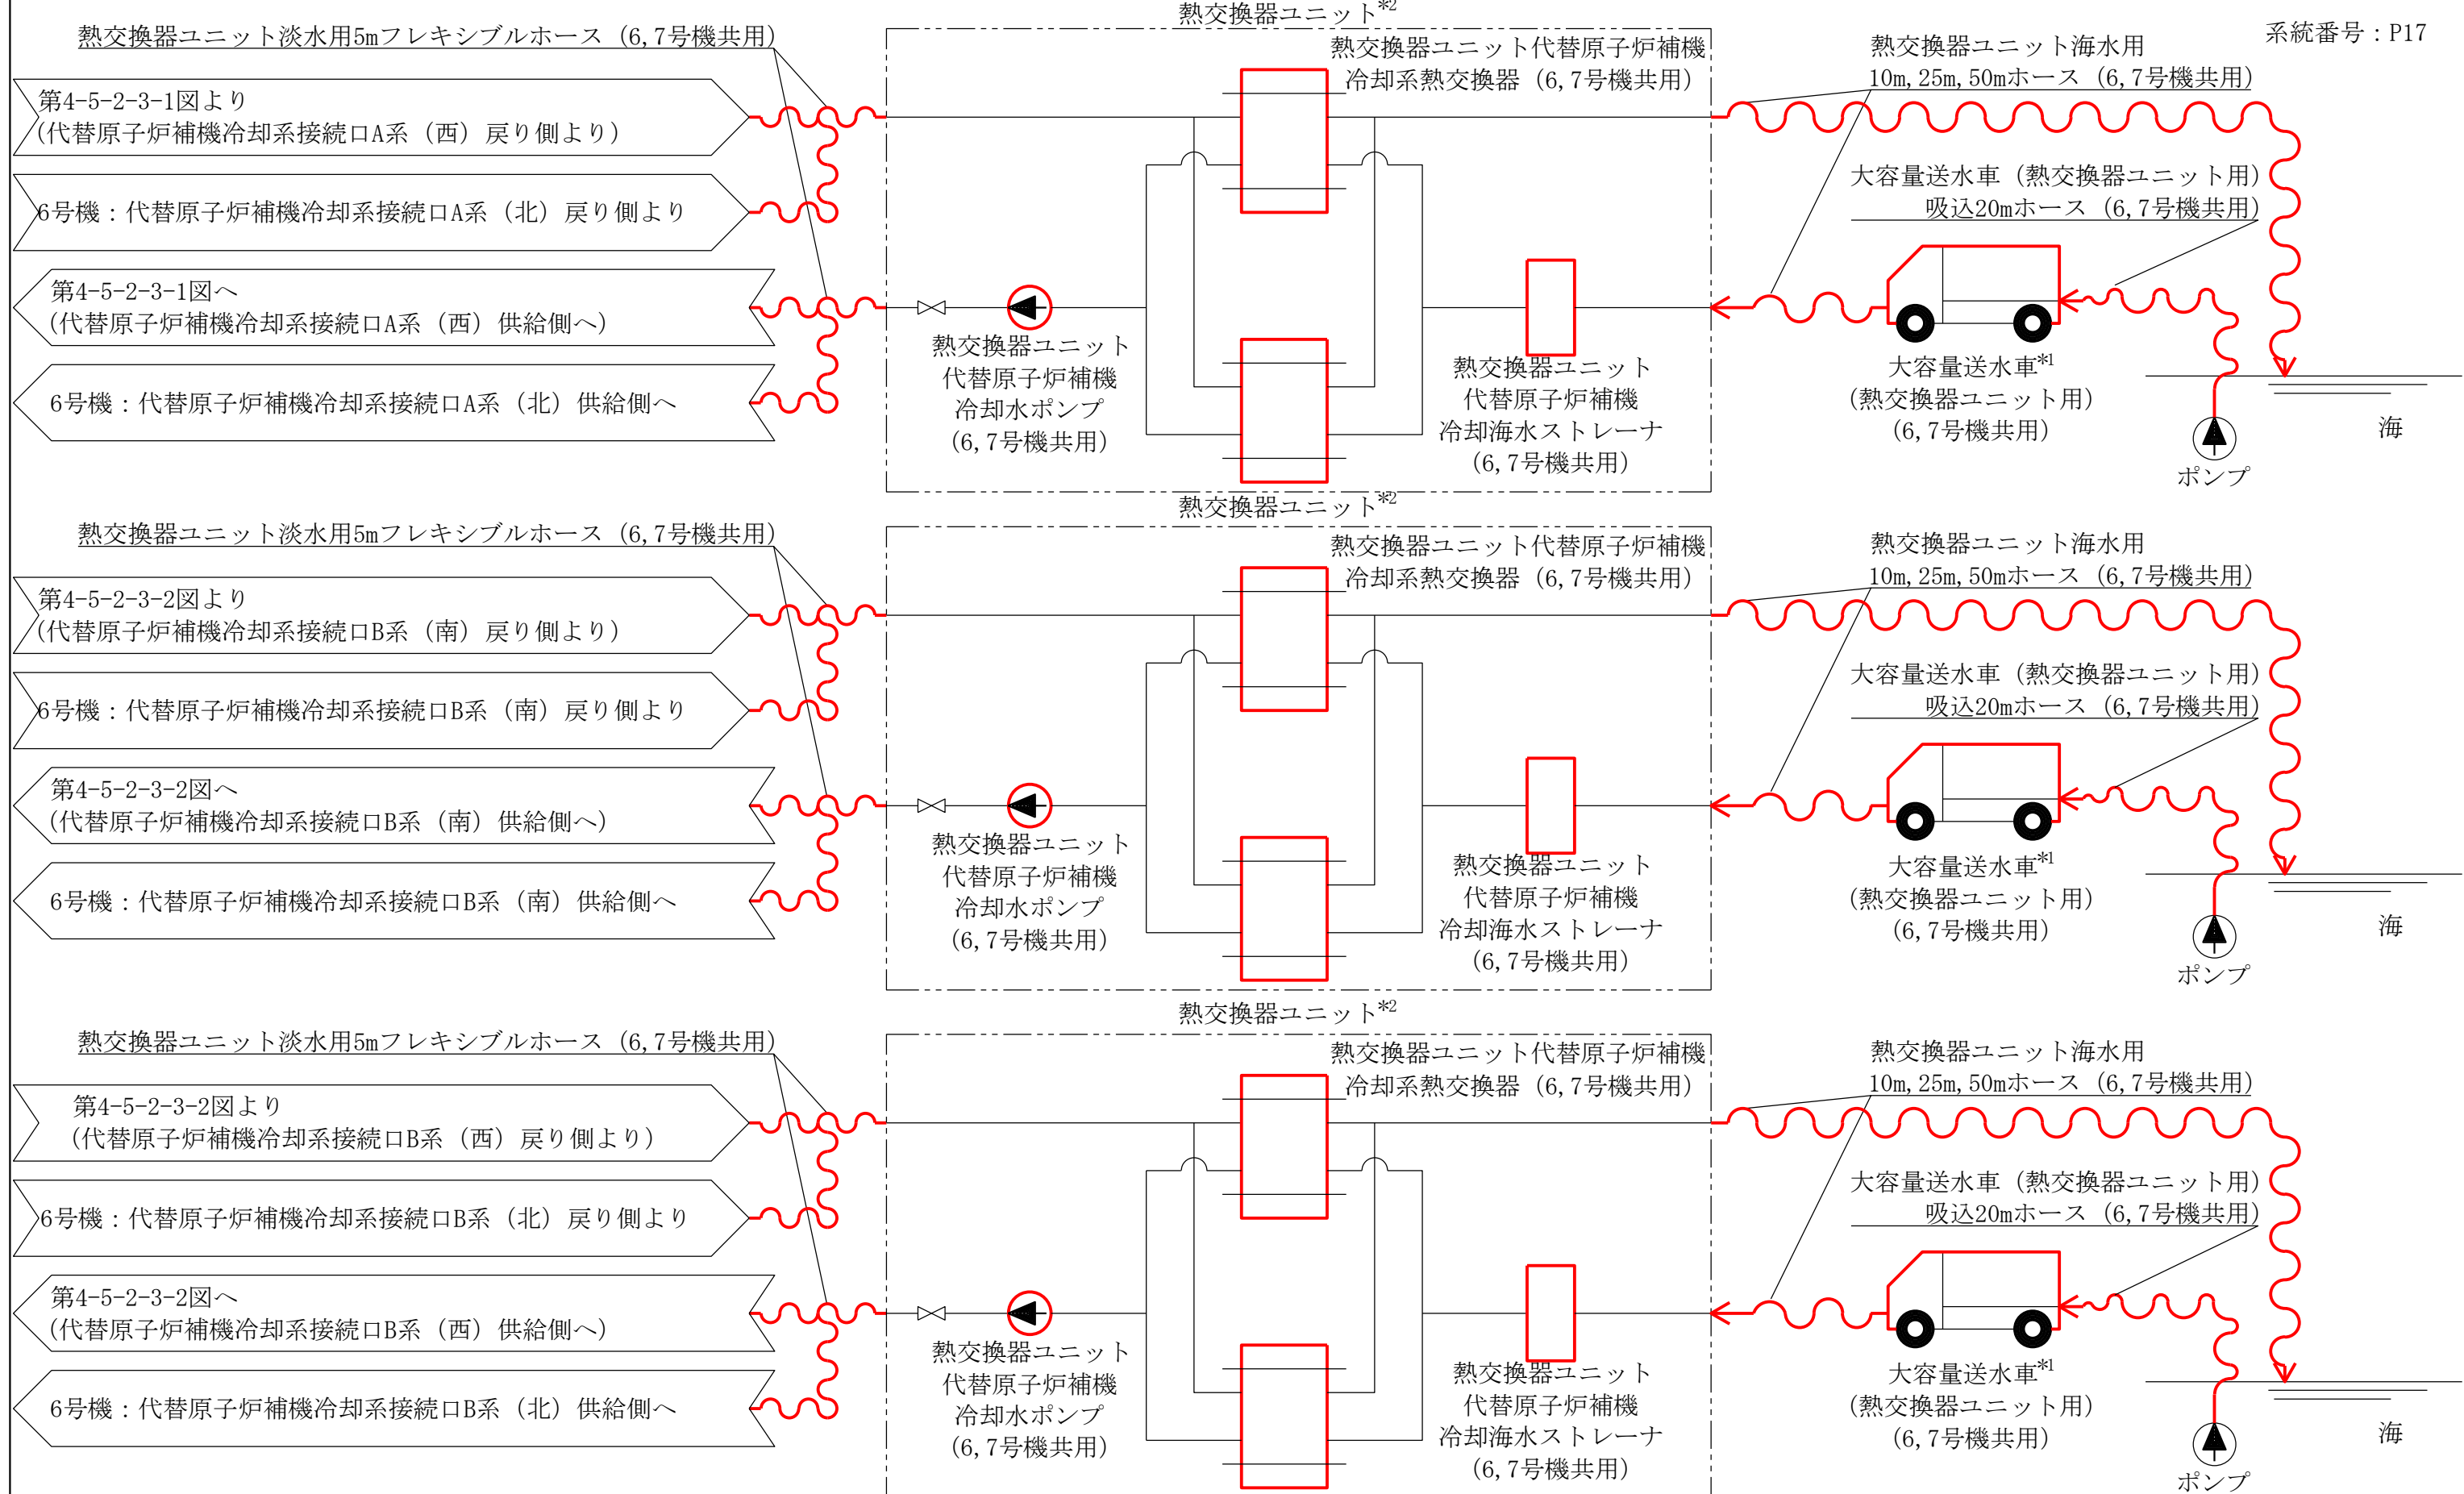 系統番号：P17
熱交換器ユニット*2
熱交換器ユニット淡水用5mフレキシブルホース（6,7号機共用）
第4-5-2-3-1図より
（代替原子炉補機冷却系接続口A系（西）戻り側より）
6号機：代替原子炉補機冷却系接続口A系（北）戻り側より
第4-5-2-3-1図へ
（代替原子炉補機冷却系接続口A系（西）供給側へ）
6号機：代替原子炉補機冷却系接続口A系（北）供給側へ
熱交換器ユニット代替原子炉補機
冷却系熱交換器（6,7号機共用）
熱交換器ユニット
代替原子炉補機
冷却水ポンプ
（6,7号機共用）
熱交換器ユニット
代替原子炉補機
冷却海水ストレーナ
（6,7号機共用）
熱交換器ユニット海水用
10m,25m,50mホース（6,7号機共用）
大容量送水車（熱交換器ユニット用）
吸込20mホース（6,7号機共用）
大容量送水車*1
（熱交換器ユニット用）
（6,7号機共用）
海
ポンプ
熱交換器ユニット*2
熱交換器ユニット淡水用5mフレキシブルホース（6,7号機共用）
第4-5-2-3-2図より
（代替原子炉補機冷却系接続口B系（南）戻り側より）
6号機：代替原子炉補機冷却系接続口B系（南）戻り側より
第4-5-2-3-2図へ
（代替原子炉補機冷却系接続口B系（南）供給側へ）
6号機：代替原子炉補機冷却系接続口B系（南）供給側へ
熱交換器ユニット代替原子炉補機
冷却系熱交換器（6,7号機共用）
熱交換器ユニット
代替原子炉補機
冷却水ポンプ
（6,7号機共用）
熱交換器ユニット
代替原子炉補機
冷却海水ストレーナ
（6,7号機共用）
熱交換器ユニット海水用
10m,25m,50mホース（6,7号機共用）
大容量送水車（熱交換器ユニット用）
吸込20mホース（6,7号機共用）
大容量送水車*1
（熱交換器ユニット用）
（6,7号機共用）
海
ポンプ
熱交換器ユニット*2
熱交換器ユニット淡水用5mフレキシブルホース（6,7号機共用）
第4-5-2-3-2図より
（代替原子炉補機冷却系接続口B系（西）戻り側より）
6号機：代替原子炉補機冷却系接続口B系（北）戻り側より
第4-5-2-3-2図へ
（代替原子炉補機冷却系接続口B系（西）供給側へ）
6号機：代替原子炉補機冷却系接続口B系（北）供給側へ
熱交換器ユニット代替原子炉補機
冷却系熱交換器（6,7号機共用）
熱交換器ユニット
代替原子炉補機
冷却水ポンプ
（6,7号機共用）
熱交換器ユニット
代替原子炉補機
冷却海水ストレーナ
（6,7号機共用）
熱交換器ユニット海水用
10m,25m,50mホース（6,7号機共用）
大容量送水車（熱交換器ユニット用）
吸込20mホース（6,7号機共用）
大容量送水車*1
（熱交換器ユニット用）
（6,7号機共用）
海
ポンプ